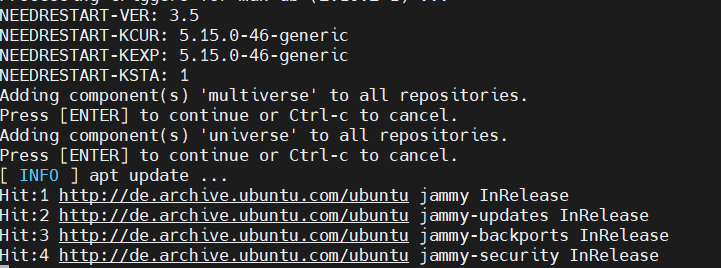 Processing triggers for man-db (2.10.2-1) ...
NEEDRESTART-VER: 3.5
NEEDRESTART-KCUR: 5.15.0-46-generic
NEEDRESTART-KEXP: 5.15.0-46-generic
NEEDRESTART-KSTA: 1
Adding component(s) 'multiverse' to all repositories.
Press [ENTER] to continue or Ctrl-c to cancel.
Adding component(s) 'universe' to all repositories.
Press [ENTER] to continue or Ctrl-c to cancel.
[ INFO ] apt update ...
Hit:1 http://de.archive.ubuntu.com/ubuntu jammy InRelease
Hit:2 http://de.archive.ubuntu.com/ubuntu jammy-updates InRelease
Hit:3 http://de.archive.ubuntu.com/ubuntu jammy-backports InRelease
Hit:4 http://de.archive.ubuntu.com/ubuntu jammy-security InRelease